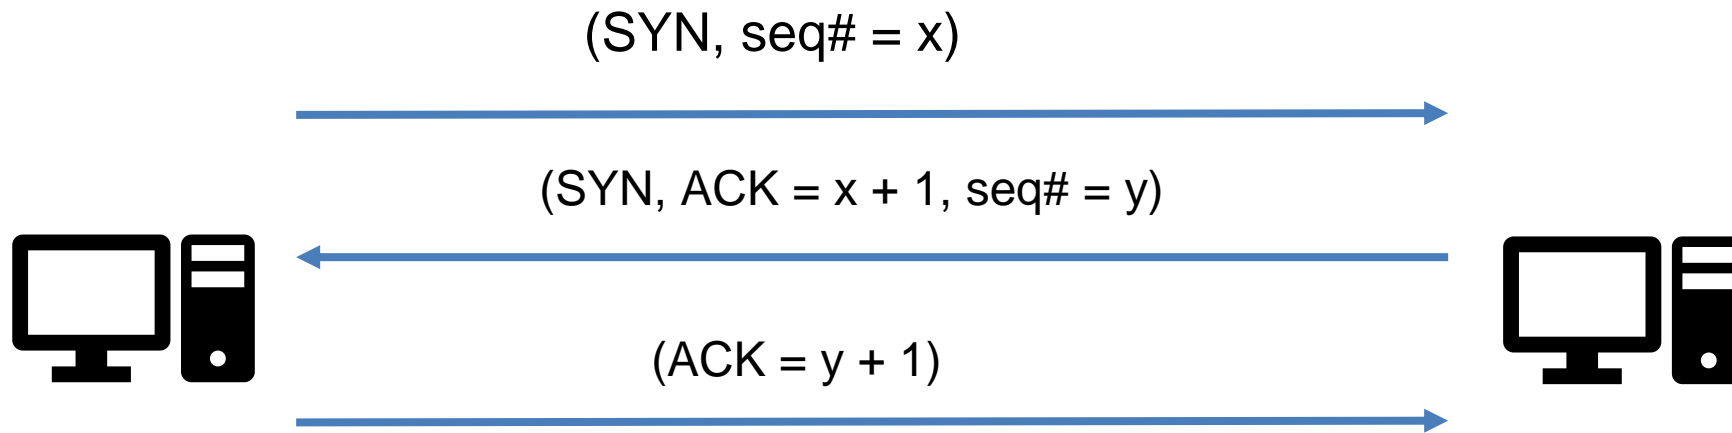 (SYN, seq# = x)
(SYN, ACK = x + 1, seq# = y)
(ACK = y + 1)